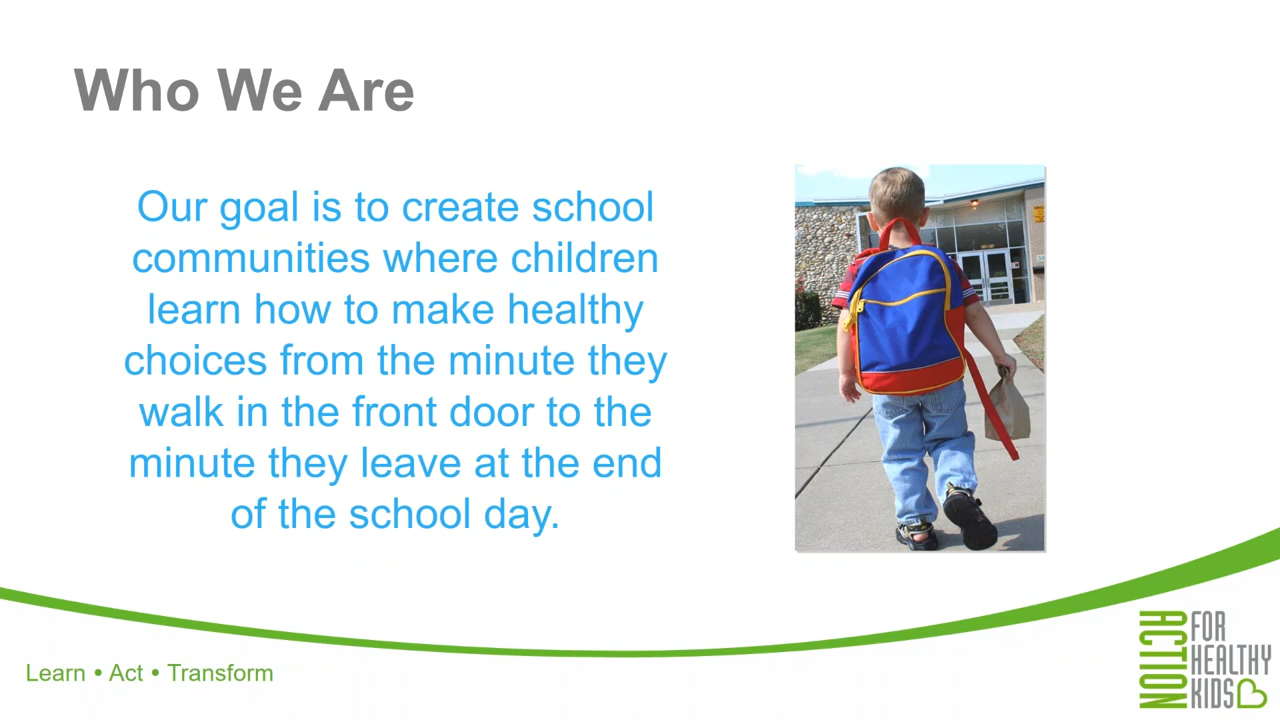 Who We Are
Our goal is to create school
communities where children
learn how to make healthy
choices from the minute they
walk in the front door to the
minute they leave at the end
of the school day.
Learn • Act • Transform
ACTION
FOR
HEALTHY
KIDS